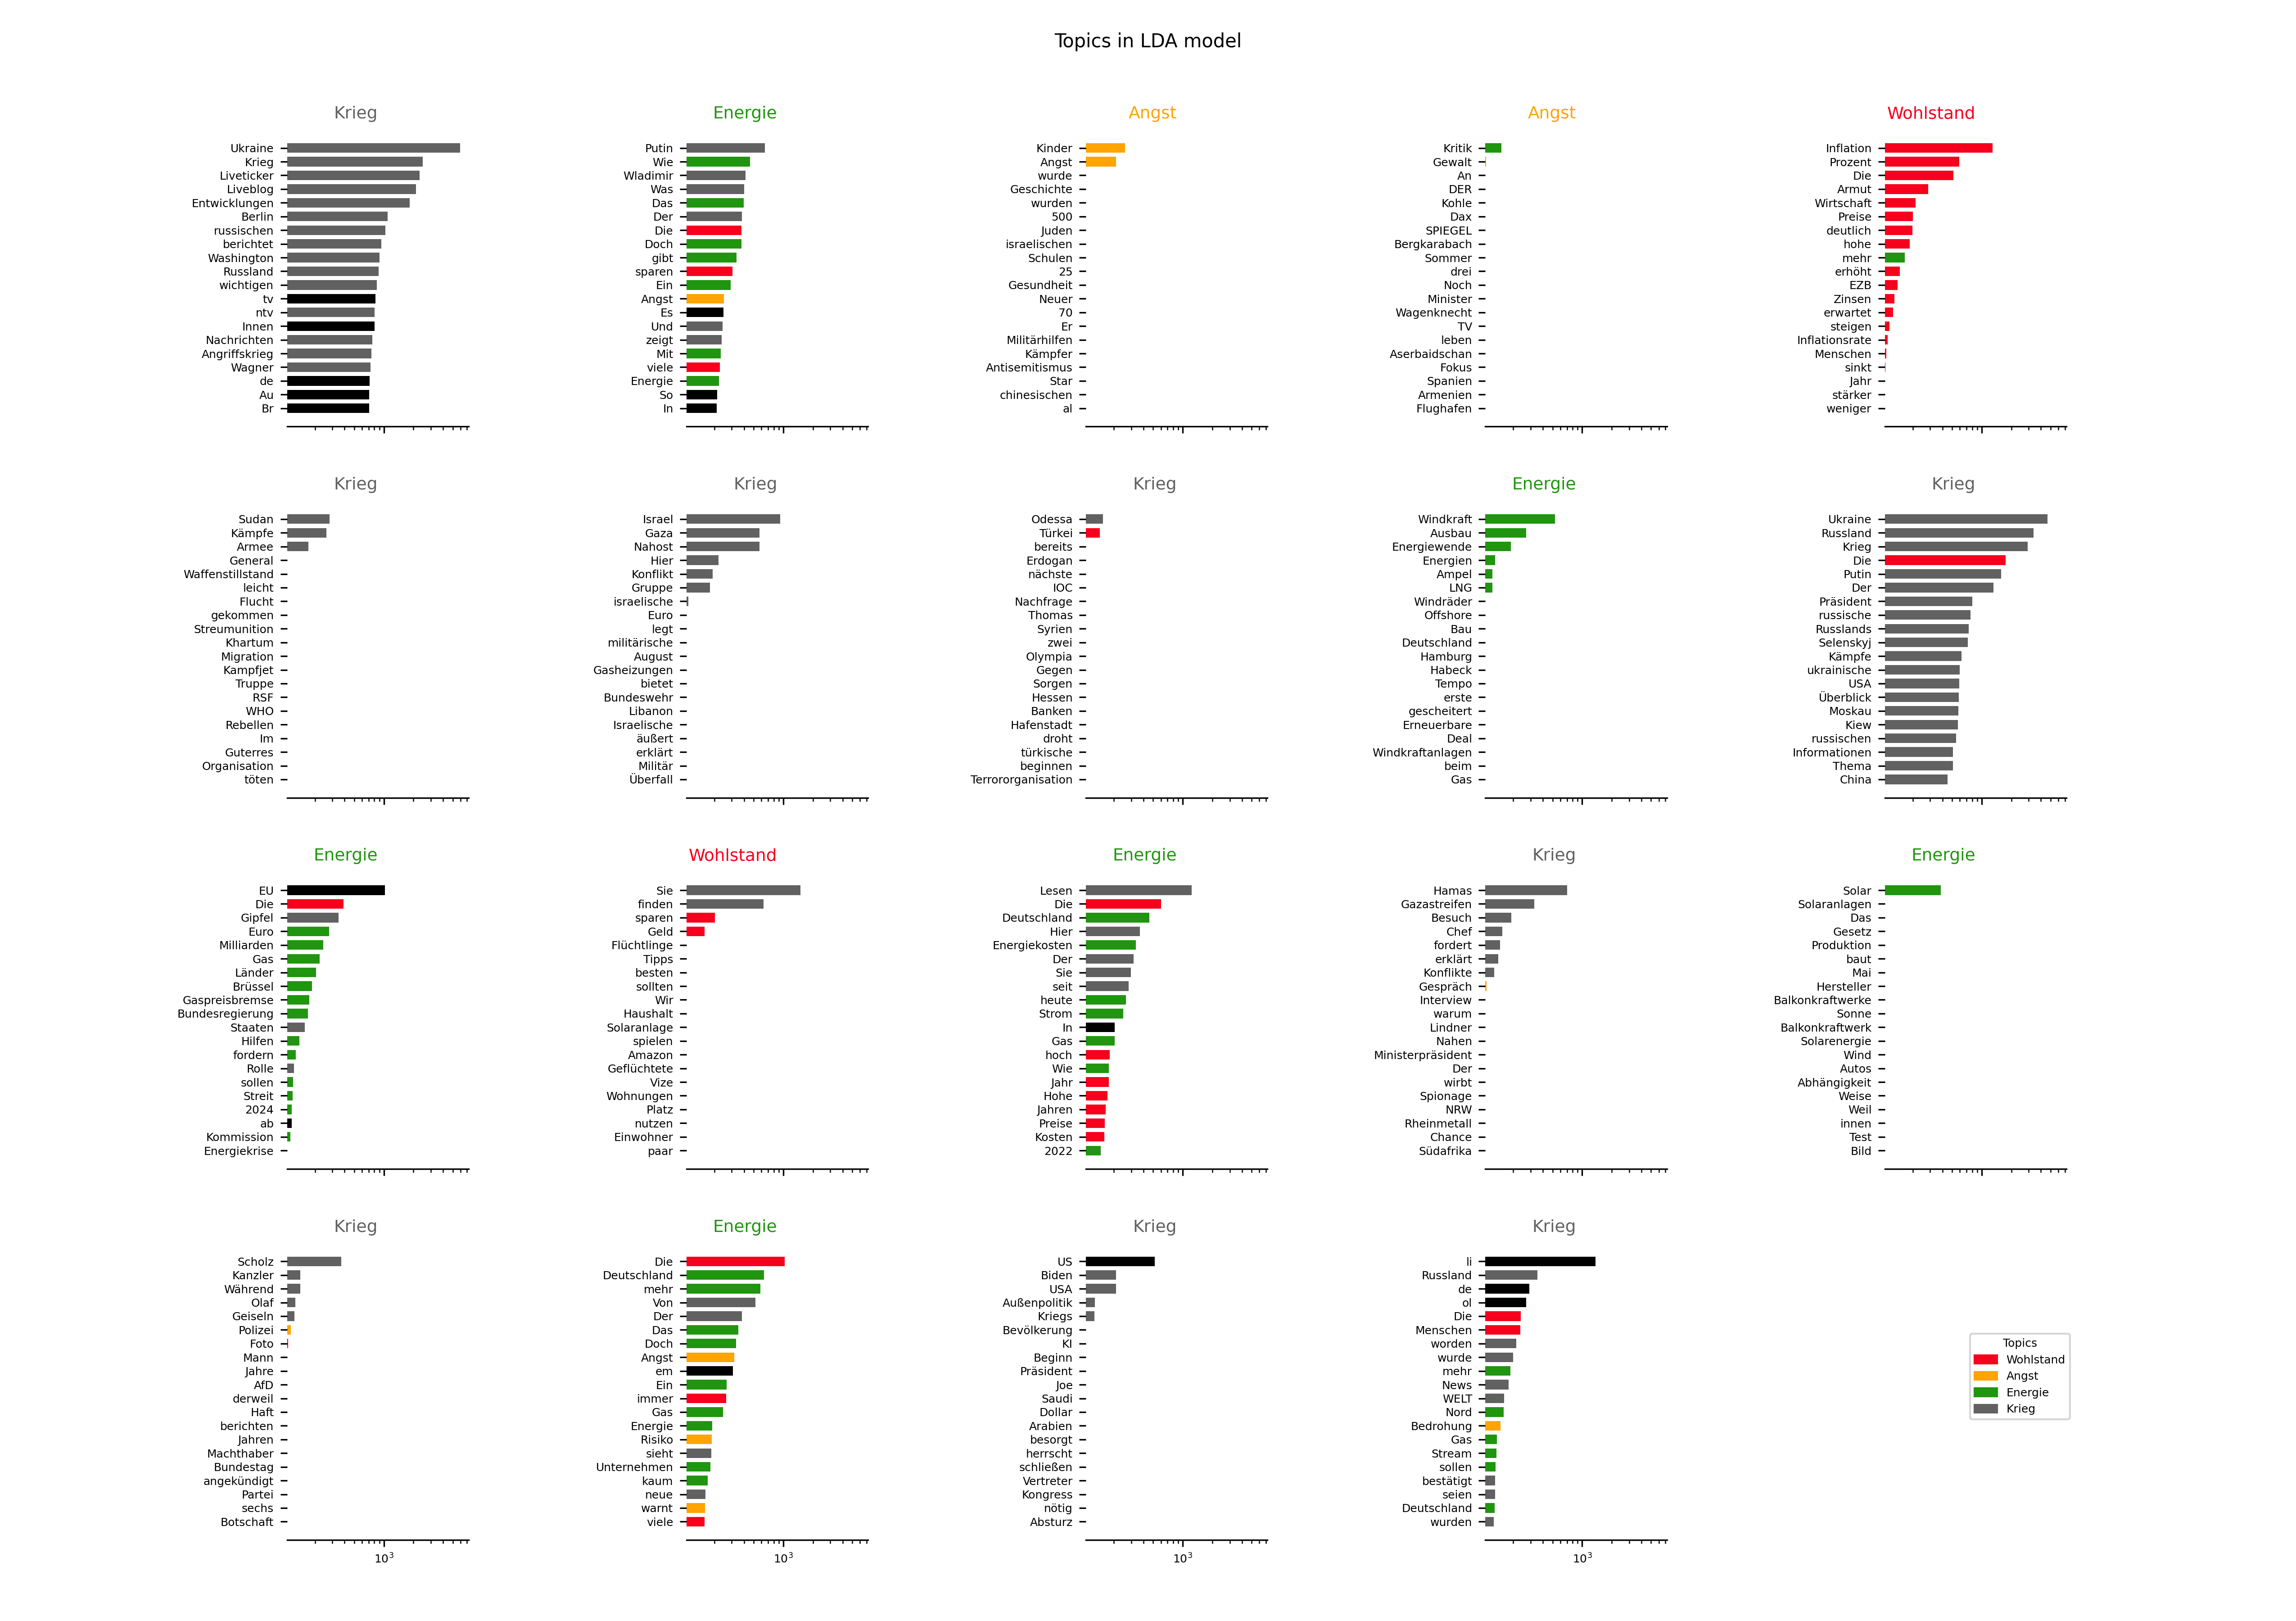 Topics in LDA model
Krieg
Ukraine
Krieg
Liveticker
Liveblog
Entwicklungen
Berlin
russischen
berichtet
Washington
Russland
wichtigen
tv
ntv
Innen
Nachrichten
Angriffskrieg
Wagner
de
Au
Br
Energie
Putin
Wie
Wladimir
Was
Das
Der
Die
Doch
gibt
sparen
Ein
Angst
Es
Und
zeigt
Mit
viele
Energie
So
In
Angst
Kinder
Angst
wurde
Geschichte
wurden
500
Juden
israelischen
Schulen
25
Gesundheit
Neuer
70
Er
Militärhilfen
Kämpfer
Antisemitismus
Star
chinesischen
al
Angst
Kritik
Gewalt
An
DER
Kohle
Dax
SPIEGEL
Bergkarabach
Sommer
drei
Noch
Minister
Wagenknecht
TV
leben
Aserbaidschan
Fokus
Spanien
Armenien
Flughafen
Wohlstand
Inflation
Prozent
Die
Armut
Wirtschaft
Preise
deutlich
hohe
mehr
erhöht
EZB
Zinsen
erwartet
steigen
Inflationsrate
Menschen
sinkt
Jahr
stärker
weniger
Krieg
Sudan
Kämpfe
Armee
General
Waffenstillstand
leicht
Flucht
gekommen
Streumunition
Khartum
Migration
Kampfjet
Truppe
RSF
WHO
Rebellen
Im
Guterres
Organisation
töten
Krieg
Israel
Gaza
Nahost
Hier
Konflikt
Gruppe
israelische
Euro
legt
militärische
August
Gasheizungen
bietet
Bundeswehr
Libanon
Israelische
äußert
erklärt
Militär
Überfall
Krieg
Odessa
Türkei
bereits
Erdogan
nächste
IOC
Nachfrage
Thomas
Syrien
zwei
Olympia
Gegen
Sorgen
Hessen
Banken
Hafenstadt
droht
türkische
beginnen
Terrororganisation
Energie
Windkraft
Ausbau
Energiewende
Energien
Ampel
LNG
Windräder
Offshore
Bau
Deutschland
Hamburg
Habeck
Tempo
erste
gescheitert
Erneuerbare
Deal
Windkraftanlagen
beim
Gas
Krieg
Ukraine
Russland
Krieg
Die
Putin
Der
Präsident
russische
Russlands
Selenskyj
Kämpfe
ukrainische
USA
Überblick
Moskau
Kiew
russischen
Informationen
Thema
China
Energie
EU
Die
Gipfel
Euro
Milliarden
Gas
Länder
Brüssel
Gaspreisbremse
Bundesregierung
Staaten
Hilfen
fordern
Rolle
sollen
Streit
2024
ab
Kommission
Energiekrise
Wohlstand
Sie
finden
sparen
Geld
Flüchtlinge
Tipps
besten
sollten
Wir
Haushalt
Solaranlage
spielen
Amazon
Geflüchtete
Vize
Wohnungen
Platz
nutzen
Einwohner
paar
Energie
Lesen
Die
Deutschland
Hier
Energiekosten
Der
Sie
seit
heute
Strom
In
Gas
hoch
Wie
Jahr
Hohe
Jahren
Preise
Kosten
2022
Krieg
Hamas
Gazastreifen
Besuch
Chef
fordert
erklärt
Konflikte
Gespräch
Interview
warum
Lindner
Nahen
Ministerpräsident
Der
wirbt
Spionage
NRW
Rheinmetall
Chance
Südafrika
Energie
Solar
Solaranlagen
Das
Gesetz
Produktion
baut
Mai
Hersteller
Balkonkraftwerke
Sonne
Balkonkraftwerk
Solarenergie
Wind
Autos
Abhängigkeit
Weise
Weil
innen
Test
Bild
Krieg
Scholz
Kanzler
Während
Olaf
Geiseln
Polizei
Foto
Mann
Jahre
AfD
derweil
Haft
berichten
Jahren
Machthaber
Bundestag
angekündigt
Partei
sechs
Botschaft
10³
Energie
Die
Deutschland
mehr
Von
Der
Das
Doch
Angst
em
Ein
immer
Gas
Energie
Risiko
sieht
Unternehmen
kaum
neue
warnt
viele
10³
Krieg
US
Biden
USA
Außenpolitik
Kriegs
Bevölkerung
KI
Beginn
Präsident
Joe
Saudi
Dollar
Arabien
besorgt
herrscht
schließen
Vertreter
Kongress
nötig
Absturz
10³
Krieg
li
Russland
de
ol
Die
Menschen
worden
wurde
mehr
News
WELT
Nord
Bedrohung
Gas
Stream
sollen
bestätigt
seien
Deutschland
wurden
10³
Topics
Wohlstand
Angst
Energie
Krieg